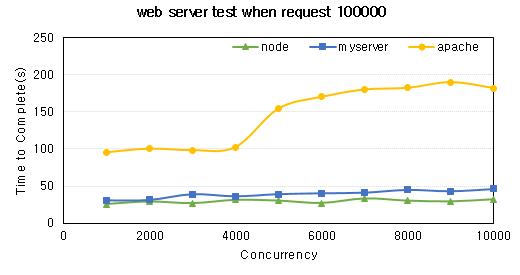 web server test when request 100000
node
myserver
apache
250
200
150
100
50
0
Time to Complete(s)
0
2000
4000
6000
8000
10000
Concurrency